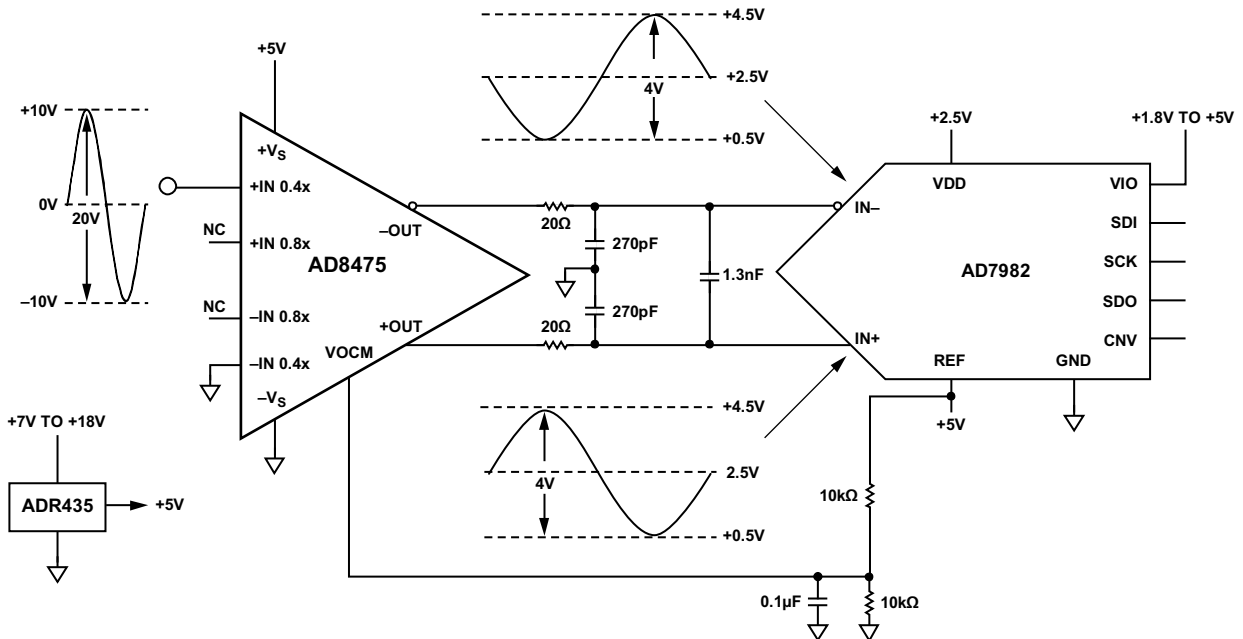 +4.5V
+2.5V
4V
+0.5V
+5V
+10V
0V
20V
–10V
+VS
+IN 0.4x
NC
+IN 0.8x
AD8475
NC
–IN 0.8x
–IN 0.4x
–VS
–OUT
+OUT
VOCM
20Ω
270pF
1.3nF
270pF
20Ω
+2.5V
+1.8V TO +5V
VDD
VIO
IN–
SDI
AD7982
SCK
SDO
IN+
CNV
REF
GND
+5V
+4.5V
2.5V
4V
+0.5V
10kΩ
0.1µF
10kΩ
+7V TO +18V
ADR435
+5V